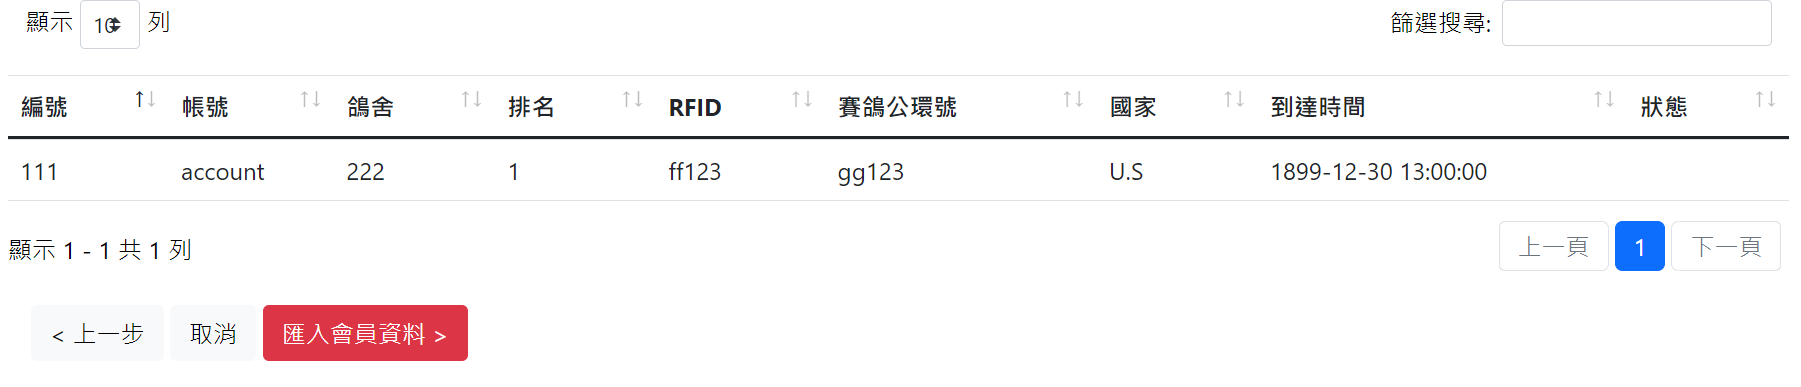 顯示 10 列 篩選搜尋:
編號 帳號 鴿舍 排名 RFID 賽鴿公環號 國家 到達時間 狀態
111 account 222 1 ff123 gg123 U.S 1899-12-30 13:00:00
顯示 1 - 1 共 1 列 上一頁 1 下一頁
< 上一步 取消 匯入會員資料 >